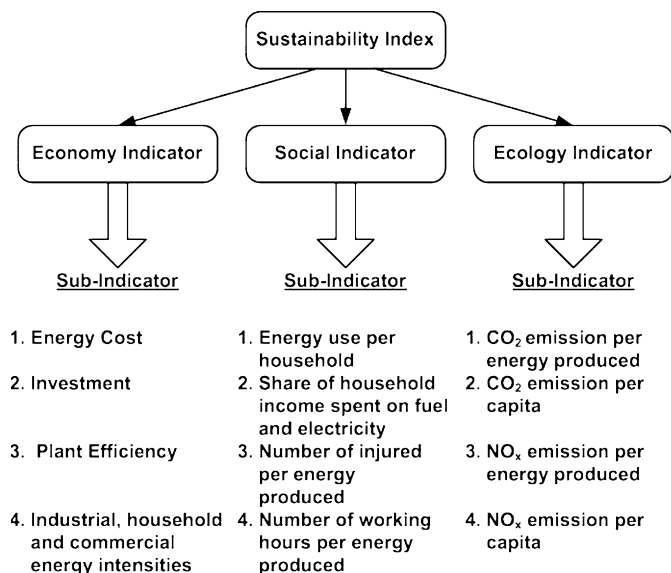 Sustainability Index
Economy Indicator
Social Indicator
Ecology Indicator
Sub-Indicator
Sub-Indicator
Sub-Indicator
1. Energy Cost
2. Investment
3. Plant Efficiency
4. Industrial, household
and commercial
energy intensities
1. Energy use per
household
2. Share of household
income spent on fuel
and electricity
3. Number of injured
per energy
produced
4. Number of working
hours per energy
produced
1. CO₂ emission per
energy produced
2. CO₂ emission per
capita
3. NOₓ emission per
energy produced
4. NOₓ emission per
capita